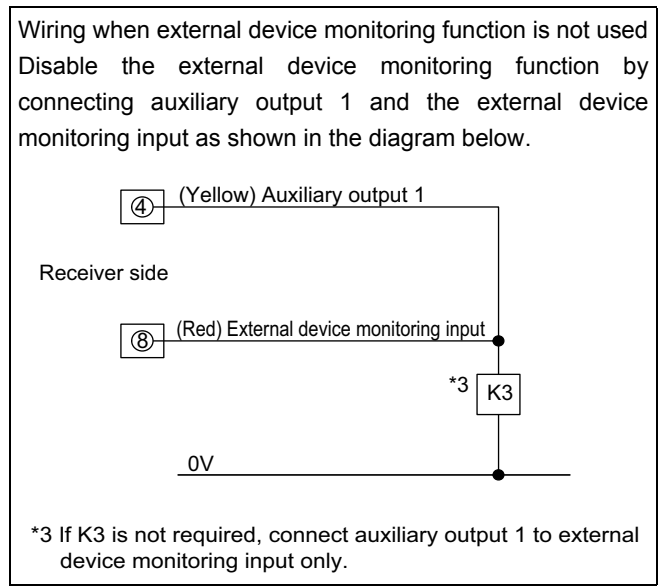 Wiring when external device monitoring function is not used
Disable the external device monitoring function by
connecting auxiliary output 1 and the external device
monitoring input as shown in the diagram below.
④ (Yellow) Auxiliary output 1
Receiver side
⑧ (Red) External device monitoring input
*3 K3
0V
*3 If K3 is not required, connect auxiliary output 1 to external
device monitoring input only.